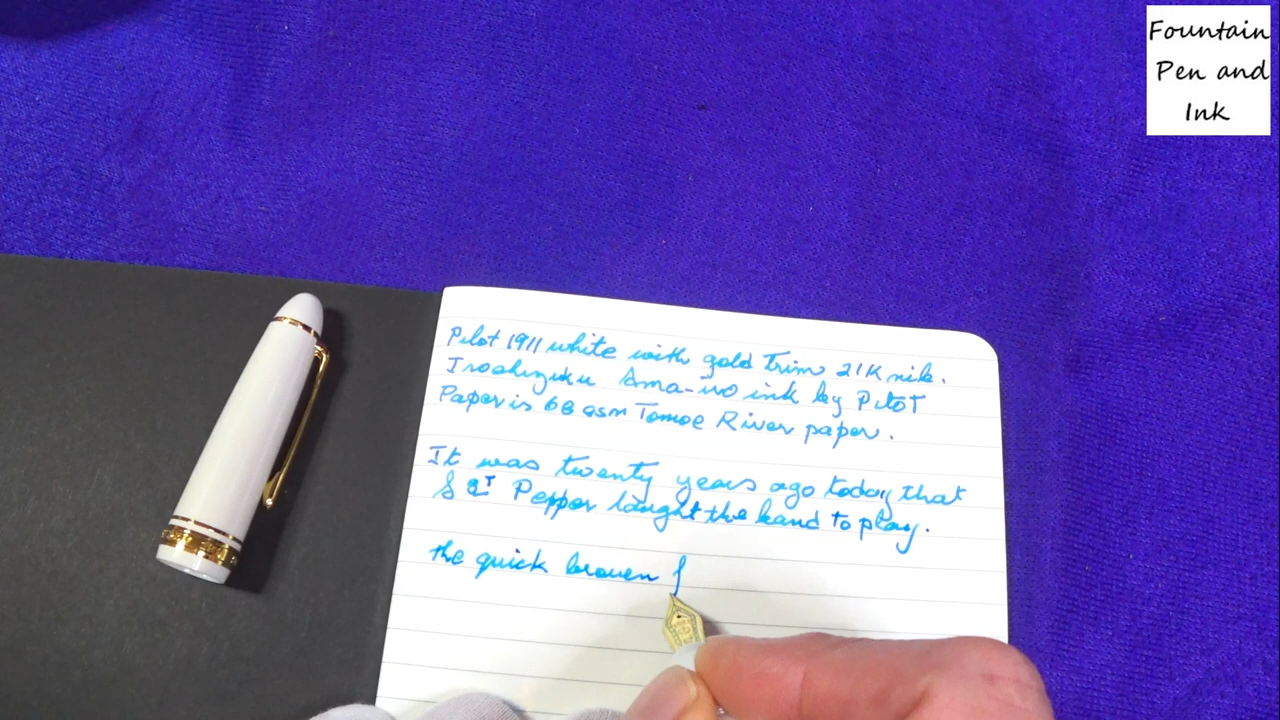 Fountain
Pen and
Ink
Pilot 1911 white with gold Trim 21K nib.
Iroshizuku Ama-iro ink by Pilot
Paper is 68 gsm Tomoe River paper.
It was twenty years ago today that
Sgt Pepper taught the band to play.
the quick brown f